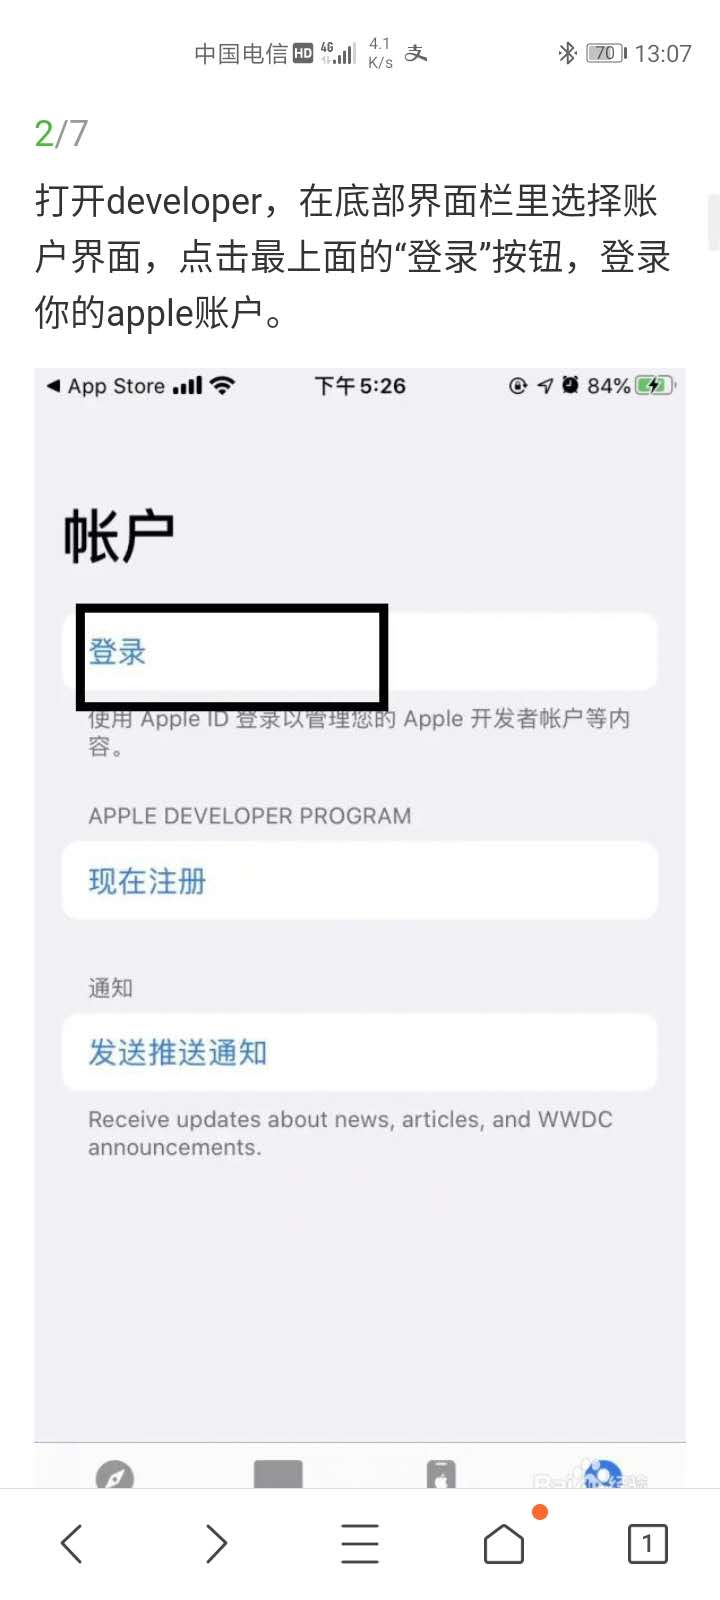 中国电信 HD 4G 4.1 K/s 支 70 13:07
2/7
打开developer，在底部界面栏里选择账
户界面，点击最上面的“登录”按钮，登录
你的apple账户。
App Store 下午5:26 84%
帐户
登录
使用 Apple ID 登录以管理您的 Apple 开发者帐户等内
容。
APPLE DEVELOPER PROGRAM
现在注册
通知
发送推送通知
Receive updates about news, articles, and WWDC
announcements.
1